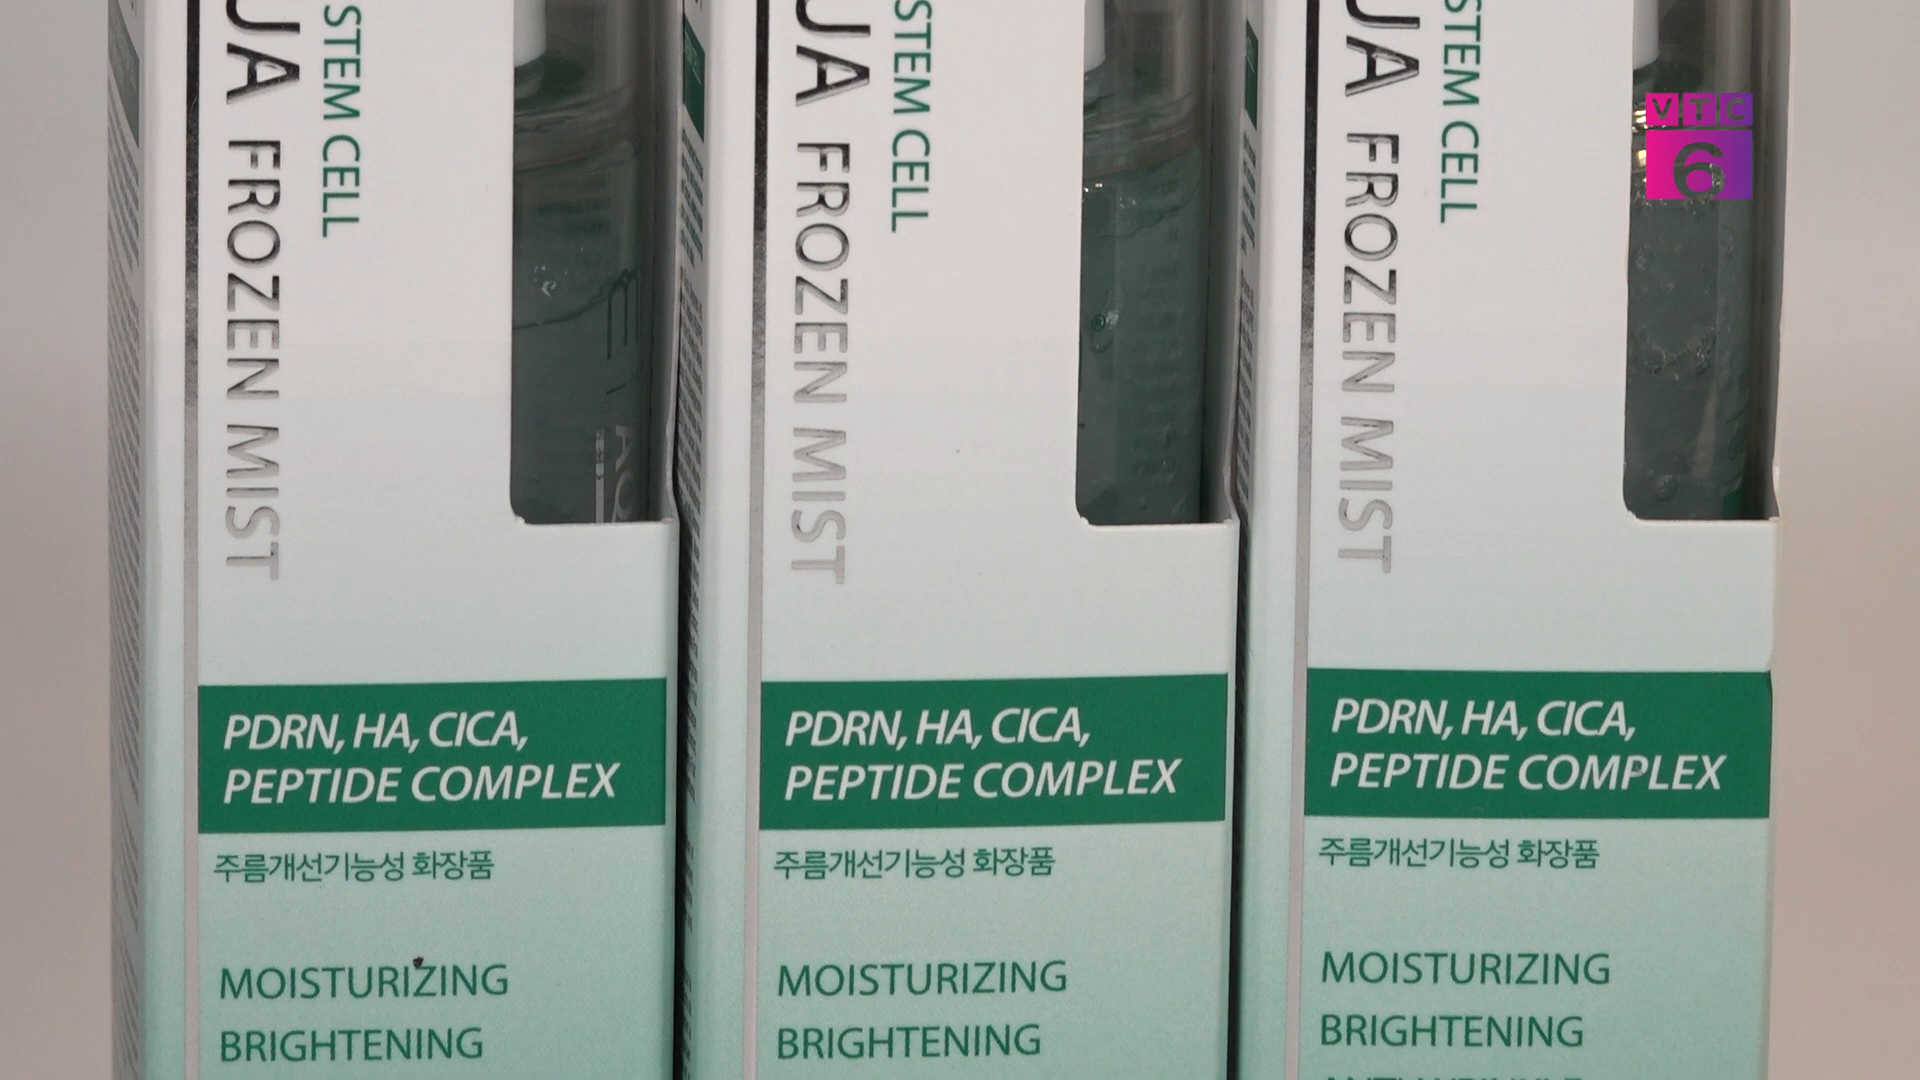 STEM CELL
UA FROZEN MIST
PDRN, HA, CICA,
PEPTIDE COMPLEX
주름개선기능성 화장품
MOISTURIZING
BRIGHTENING
STEM CELL
UA FROZEN MIST
PDRN, HA, CICA,
PEPTIDE COMPLEX
주름개선기능성 화장품
MOISTURIZING
BRIGHTENING
STEM CELL
UA FROZEN MIST
PDRN, HA, CICA,
PEPTIDE COMPLEX
주름개선기능성 화장품
MOISTURIZING
BRIGHTENING
VTC
6